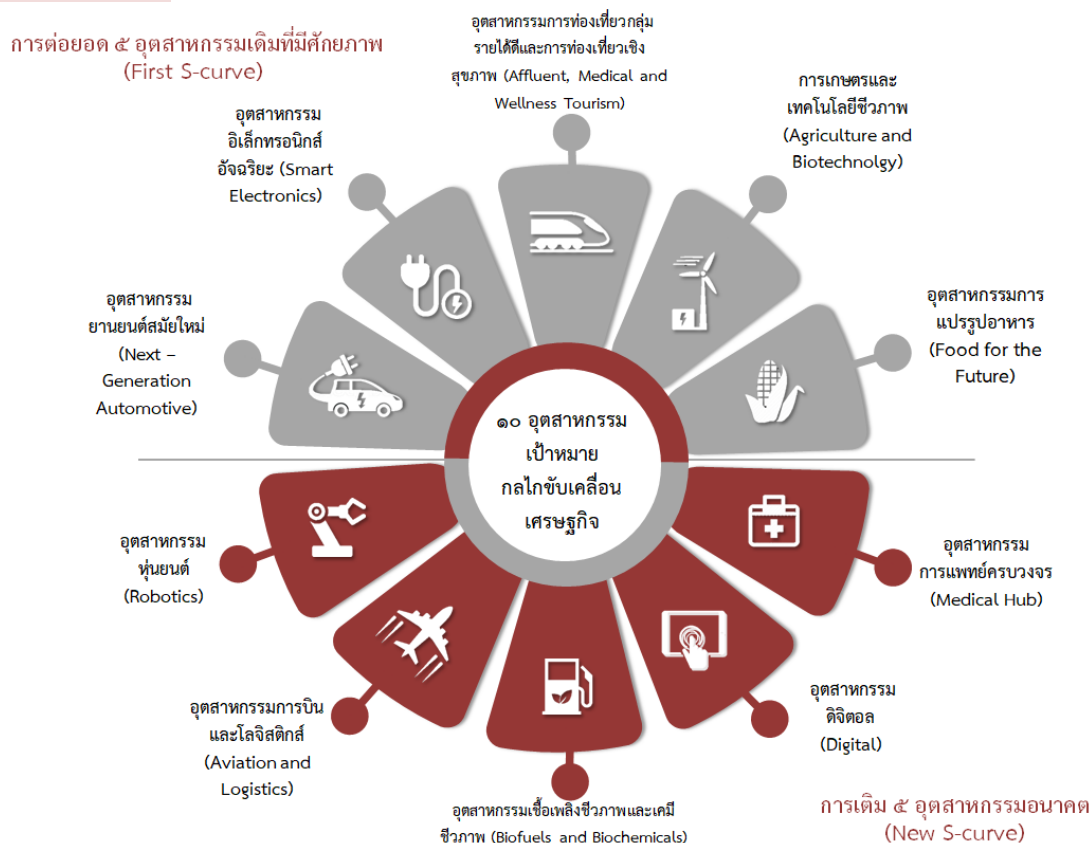 การต่อยอด ๕ อุตสาหกรรมเดิมที่มีศักยภาพ
(First S-curve)
อุตสาหกรรมการท่องเที่ยวกลุ่ม
รายได้ดีและการท่องเที่ยวเชิง
สุขภาพ (Affluent, Medical and
Wellness Tourism)
การเกษตรและ
เทคโนโลยีชีวภาพ
(Agriculture and
Biotechnolgy)
อุตสาหกรรม
อิเล็กทรอนิกส์
อัจฉริยะ (Smart
Electronics)
อุตสาหกรรม
ยานยนต์สมัยใหม่
(Next –
Generation
Automotive)
อุตสาหกรรมการ
แปรรูปอาหาร
(Food for the
Future)
๑๐ อุตสาหกรรม
เป้าหมาย
กลไกขับเคลื่อน
เศรษฐกิจ
อุตสาหกรรม
หุ่นยนต์
(Robotics)
อุตสาหกรรม
การแพทย์ครบวงจร
(Medical Hub)
อุตสาหกรรมการบิน
และโลจิสติกส์
(Aviation and
Logistics)
อุตสาหกรรม
ดิจิตอล
(Digital)
อุตสาหกรรมเชื้อเพลิงชีวภาพและเคมี
ชีวภาพ (Biofuels and Biochemicals)
การเติม ๕ อุตสาหกรรมอนาคต
(New S-curve)